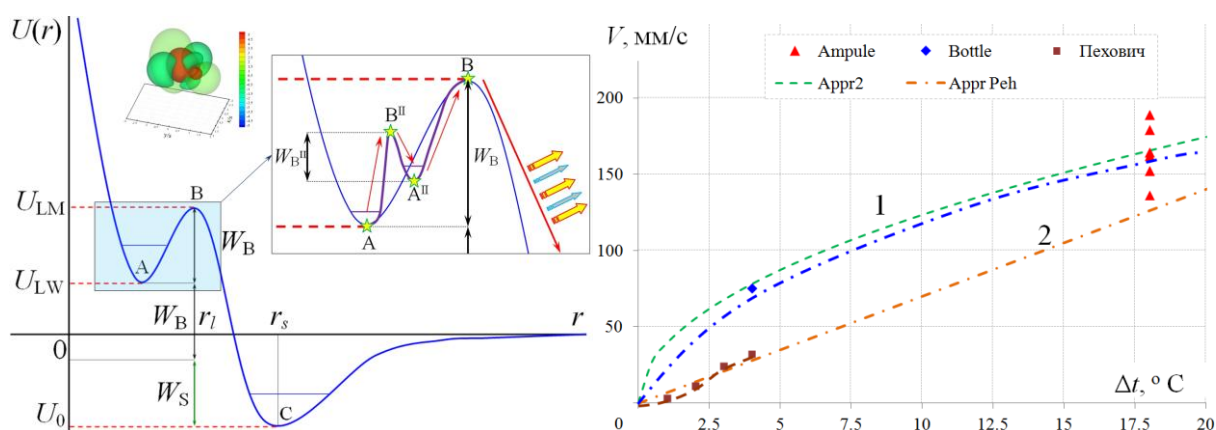 U(r)
B
B
B^II
W_B^II
W_B
A^II
A
U_LM
B
W_B
A
U_LW
W_B
r_l
r_s
r
0
W_S
U_0
C
V, мм/с
Ampule
Bottle
Пехович
Appr2
Appr Peh
200
150
100
50
1
2
Δt, ° C
0
2.5
5
7.5
10
12.5
15
17.5
20